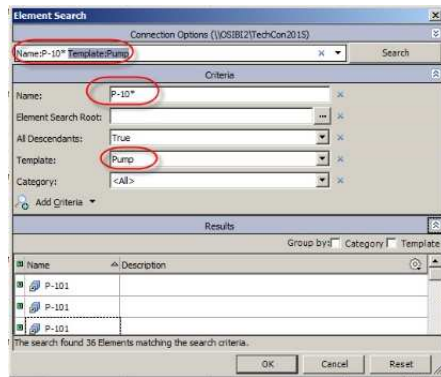 Element Search
Connection Options (\\OSIBI2\TechCon2015)
Name:P-10* Template:Pump
Search
Criteria
Name: P-10*
Element Search Root:
All Descendants: True
Template: Pump
Category: <All>
Add Criteria
Results
Group by: Category Template
Name Description
P-101
P-101
P-101
The search found 36 Elements matching the search criteria.
OK Cancel Reset